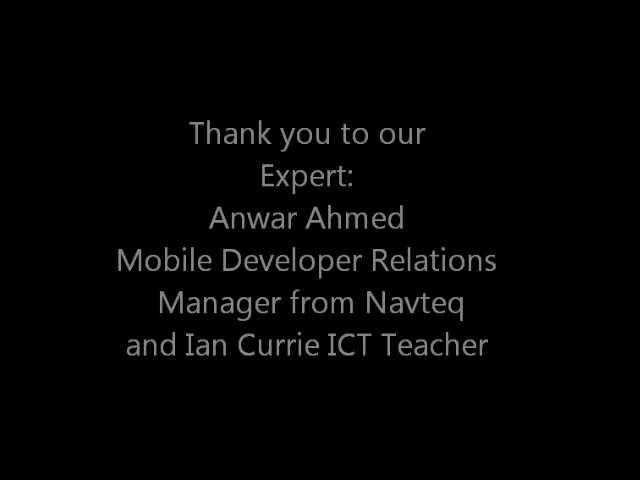 Thank you to our
Expert:
Anwar Ahmed
Mobile Developer Relations
Manager from Navteq
and Ian Currie ICT Teacher